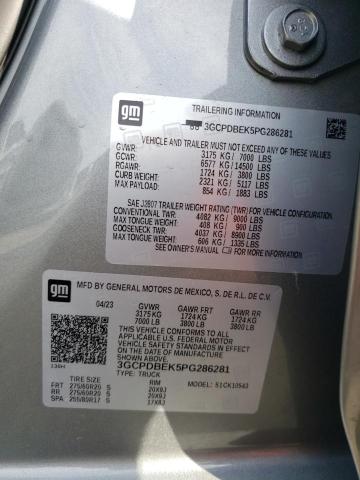 gm
TRAILERING INFORMATION
3GCPDBEK5PG286281
VEHICLE AND TRAILER MUST NOT EXCEED ANY OF THESE
GVWR: 3175 KG / 7000 LBS
GCWR: 6577 KG / 14500 LBS
RGAWR: 1724 KG / 3800 LBS
CURB WEIGHT: 2321 KG / 5117 LBS
MAX PAYLOAD: 854 KG / 1883 LBS
SAE J2807 TRAILER WEIGHT RATING (TWR) FOR VEHICLE CONFIGURATION
CONVENTIONAL TWR: 4082 KG / 9000 LBS
MAX TONGUE WEIGHT: 408 KG / 900 LBS
GOOSENECK TWR: 4037 KG / 8900 LBS
MAX TONGUE WEIGHT: 606 KG / 1335 LBS
SEE OWNER'S MANUAL FOR ADDITIONAL INFORMATION
gm
MFD BY GENERAL MOTORS DE MEXICO, S. DE R.L. DE C.V.
04/23 GVWR GAWR FRT GAWR RR
3175 KG 1724 KG 1724 KG
7000 LB 3800 LB 3800 LB
THIS VEHICLE CONFORMS TO ALL
APPLICABLE U.S. FEDERAL MOTOR
VEHICLE SAFETY STANDARDS IN
EFFECT ON THE DATE OF
MANUFACTURE SHOWN ABOVE.
3GCPDBEK5PG286281
TYPE: TRUCK
TIRE SIZE RIM MODEL: S1CK10543
FRT 275/60R20 S 20X9J
RR 275/60R20 S 20X9J
SPA 255/80R17 S 17X8J